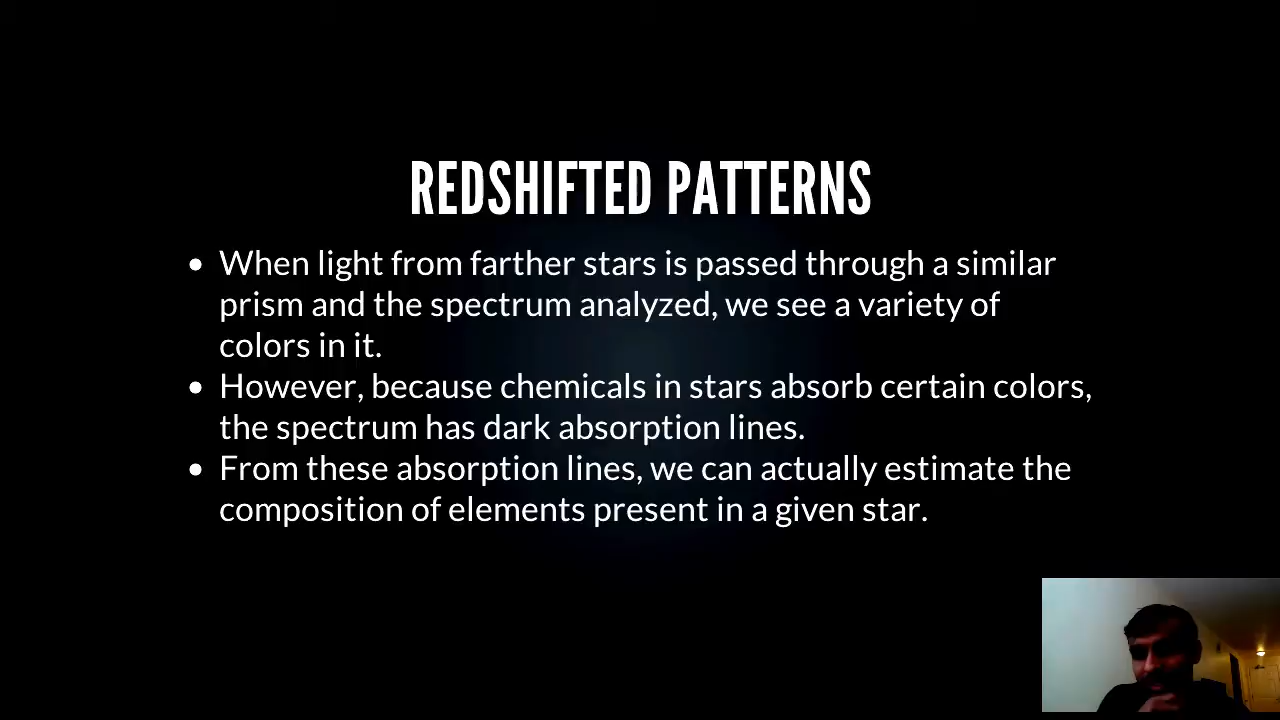 REDSHIFTED PATTERNS
• When light from farther stars is passed through a similar
prism and the spectrum analyzed, we see a variety of
colors in it.
• However, because chemicals in stars absorb certain colors,
the spectrum has dark absorption lines.
• From these absorption lines, we can actually estimate the
composition of elements present in a given star.